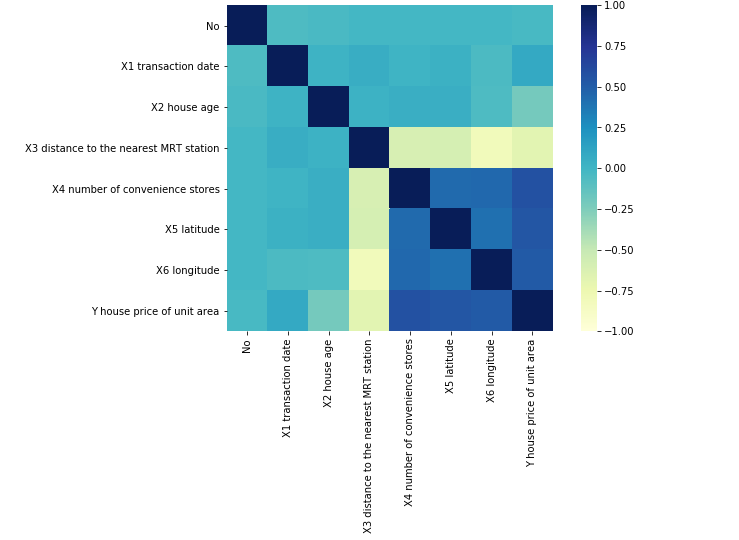 No
X1 transaction date
X2 house age
X3 distance to the nearest MRT station
X4 number of convenience stores
X5 latitude
X6 longitude
Y house price of unit area
No
X1 transaction date
X2 house age
X3 distance to the nearest MRT station
X4 number of convenience stores
X5 latitude
X6 longitude
Y house price of unit area
1.00
0.75
0.50
0.25
0.00
−0.25
−0.50
−0.75
−1.00